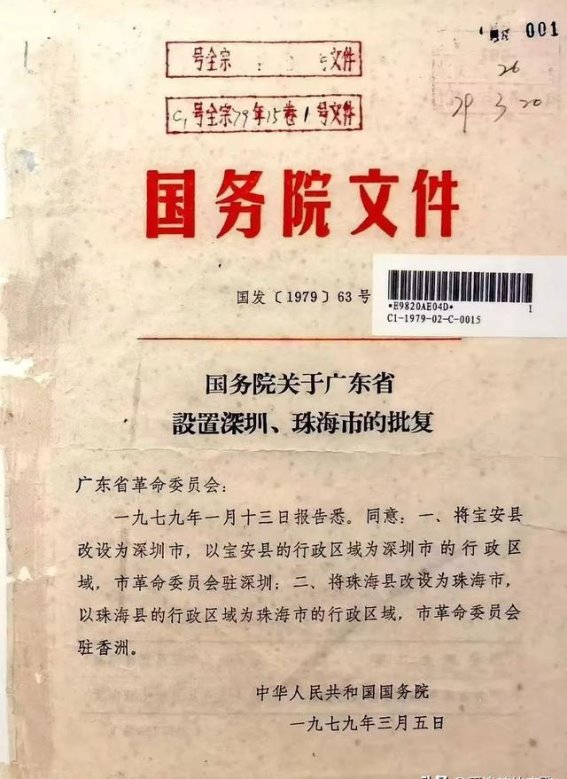 001
号全宗 文件
26
C1号全宗79年15卷1号文件
79 3 20
国务院文件
国发〔1979〕63号
*E9820AE04D* 1
C1-1979-02-C-0015
国务院关于广东省
設置深圳、珠海市的批复
广东省革命委员会：
一九七九年一月十三日报告悉。同意：一、将宝安县
改设为深圳市，以宝安县的行政区域为深圳市的行政区
域，市革命委员会驻深圳；二、将珠海县改设为珠海市，
以珠海县的行政区域为珠海市的行政区域，市革命委员会
驻香洲。
中华人民共和国国务院
一九七九年三月五日